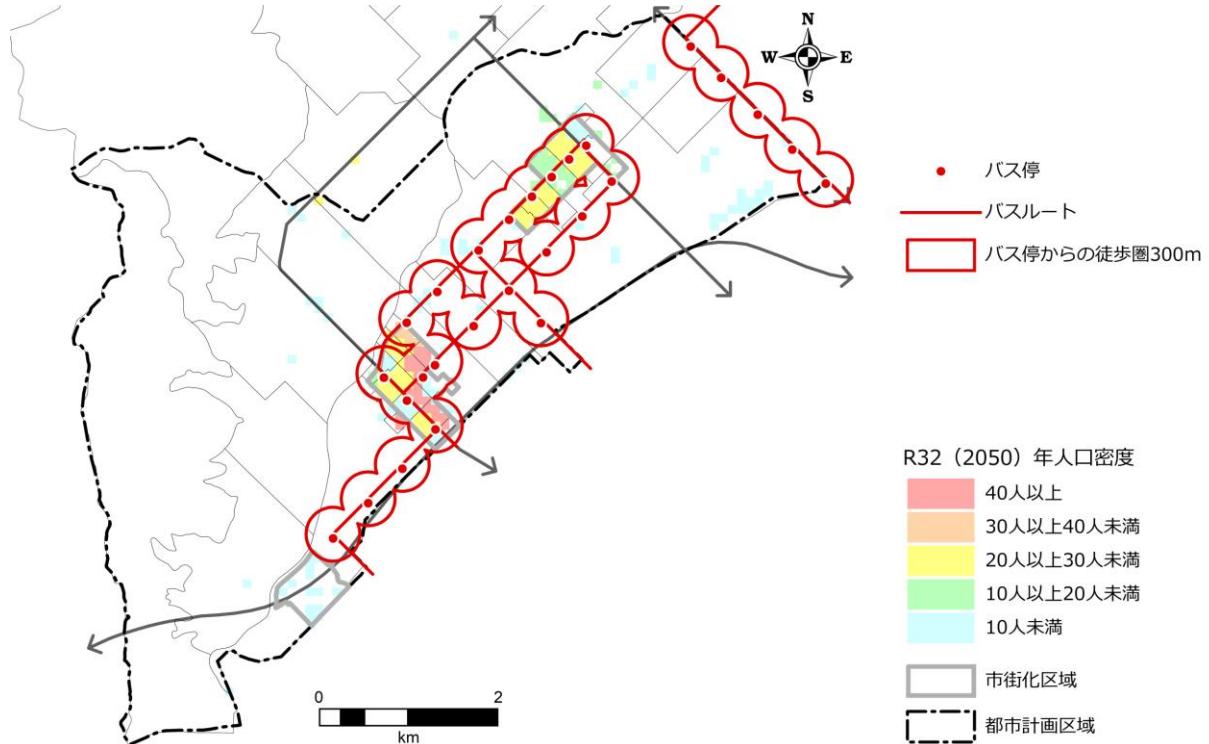 N
W E
S
バス停
バスルート
バス停からの徒歩圏300m
R32（2050）年人口密度
40人以上
30人以上40人未満
20人以上30人未満
10人以上20人未満
10人未満
市街化区域
都市計画区域
0 2
km